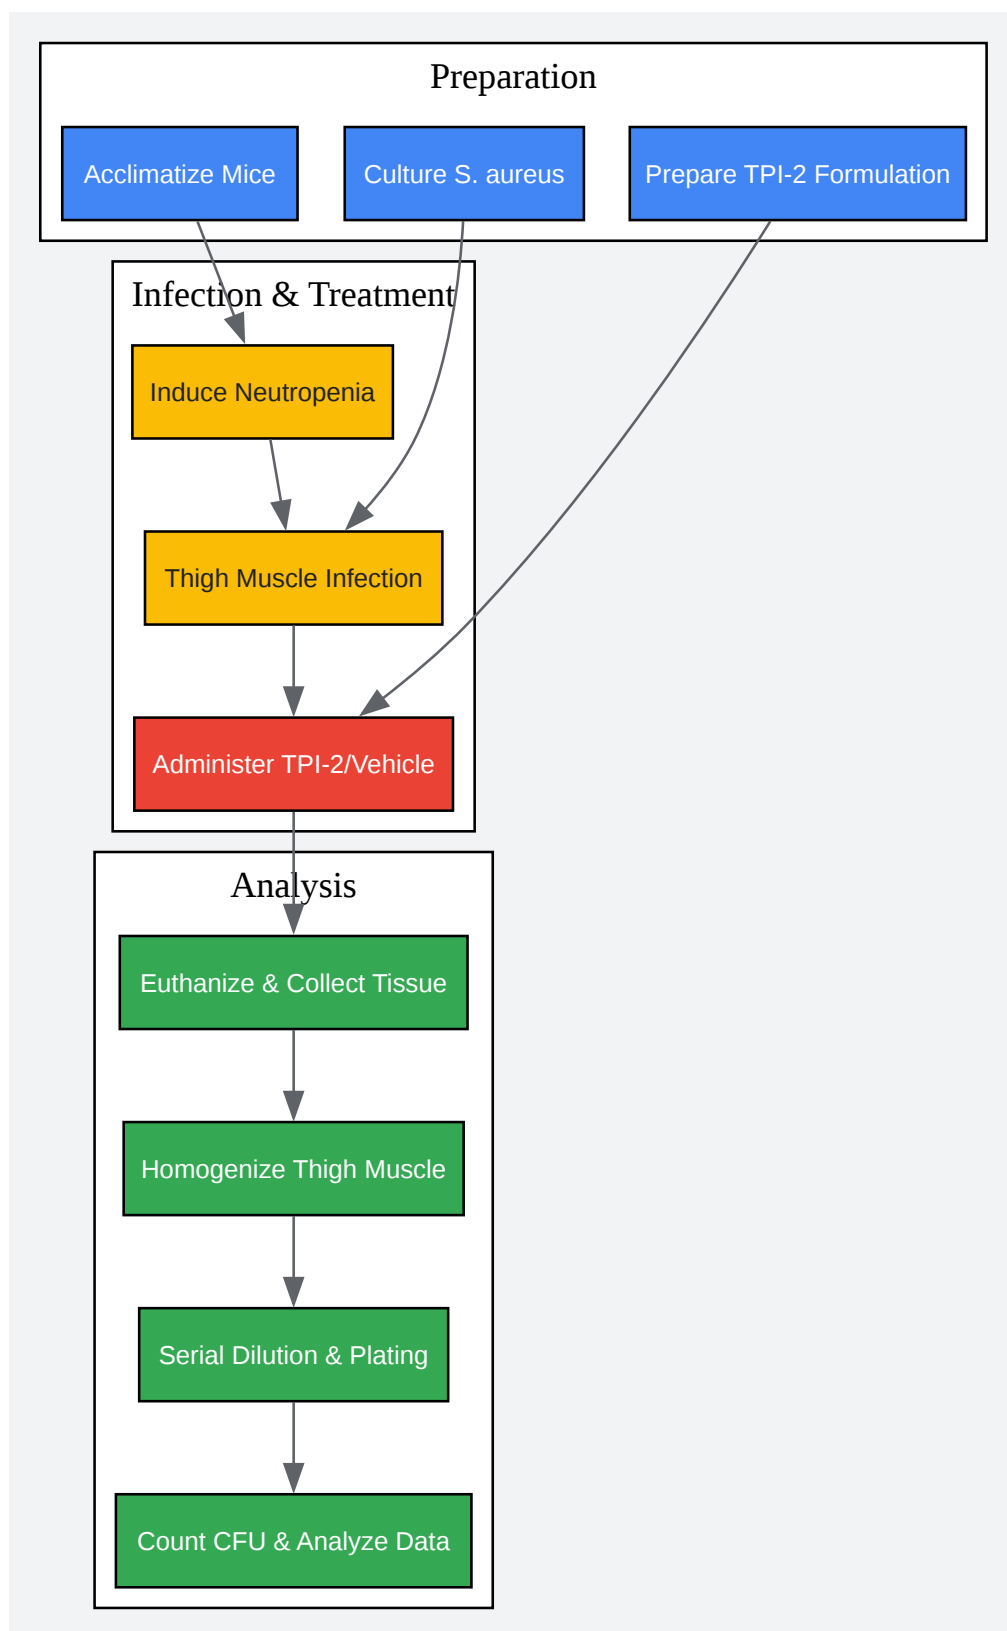 Preparation
Acclimatize Mice
Culture S. aureus
Prepare TPI-2 Formulation
Infection & Treatment
Induce Neutropenia
Thigh Muscle Infection
Administer TPI-2/Vehicle
Analysis
Euthanize & Collect Tissue
Homogenize Thigh Muscle
Serial Dilution & Plating
Count CFU & Analyze Data